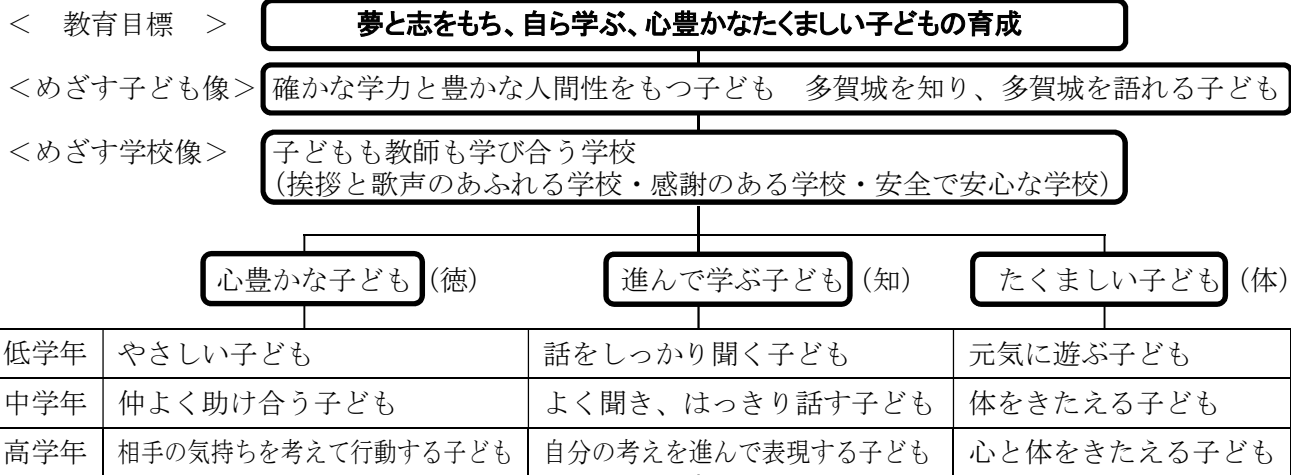 ＜　教育目標　＞　夢と志をもち、自ら学ぶ、心豊かなたくましい子どもの育成
＜めざす子ども像＞　確かな学力と豊かな人間性をもつ子ども　多賀城を知り、多賀城を語れる子ども
＜めざす学校像＞　子どもも教師も学び合う学校
(挨拶と歌声のあふれる学校・感謝のある学校・安全で安心な学校)
心豊かな子ども　(徳)　進んで学ぶ子ども　(知)　たくましい子ども　(体)
低学年　やさしい子ども　話をしっかり聞く子ども　元気に遊ぶ子ども
中学年　仲よく助け合う子ども　よく聞き、はっきり話す子ども　体をきたえる子ども
高学年　相手の気持ちを考えて行動する子ども　自分の考えを進んで表現する子ども　心と体をきたえる子ども